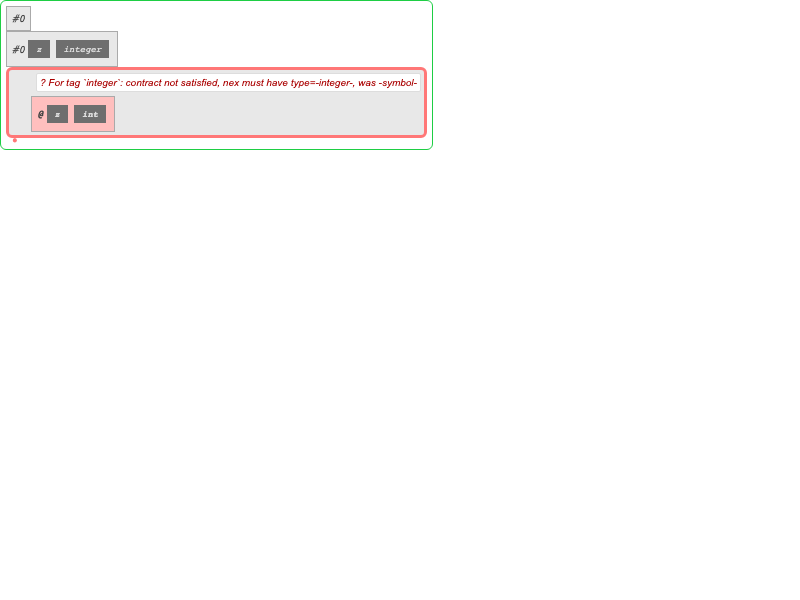 #0
#0 z integer
? For tag `integer`: contract not satisfied, nex must have type=-integer-, was -symbol-
@ z int